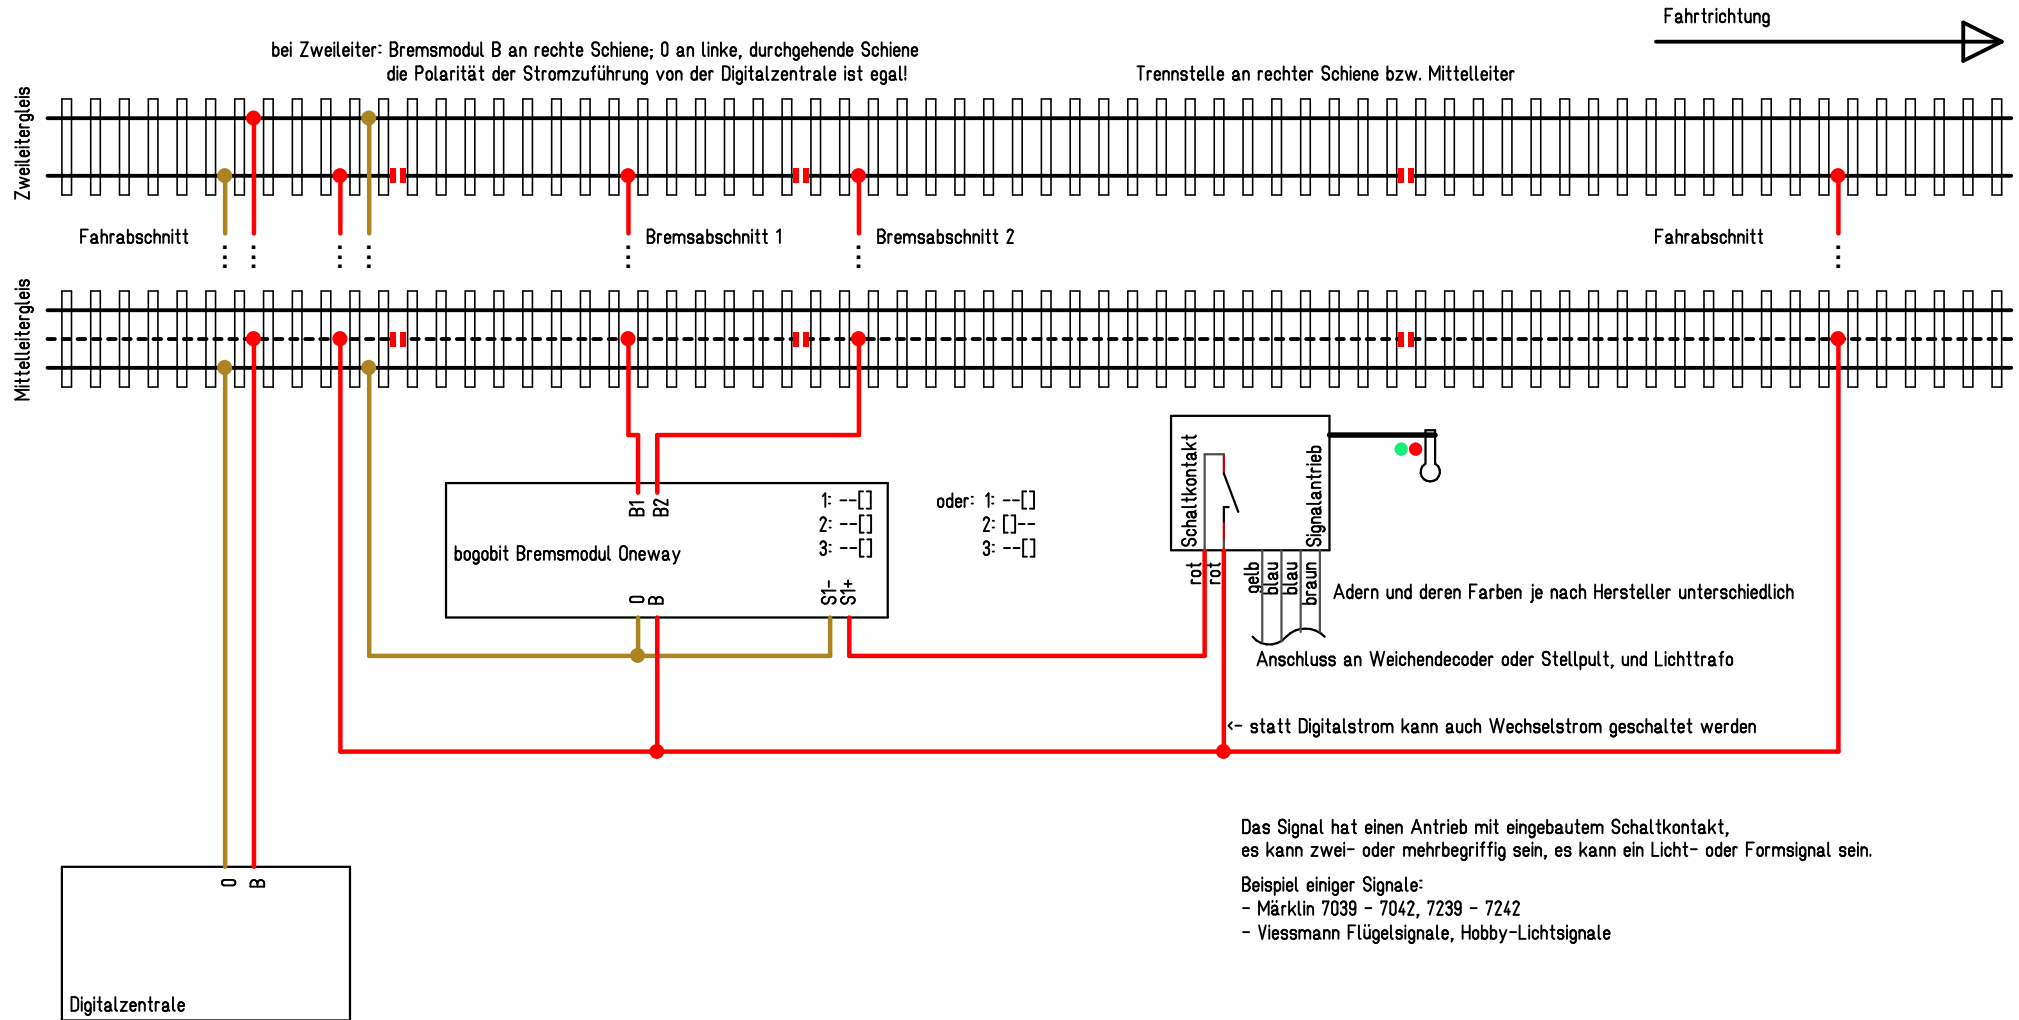 Fahrtrichtung
bei Zweileiter: Bremsmodul B an rechte Schiene; 0 an linke, durchgehende Schiene
die Polarität der Stromzuführung von der Digitalzentrale ist egal!
Trennstelle an rechter Schiene bzw. Mittelleiter
Zweileitergleis
Fahrabschnitt
Bremsabschnitt 1
Bremsabschnitt 2
Fahrabschnitt
Mittelleitergleis
B1
B2
1: --[]
2: --[]
3: --[]
bogobit Bremsmodul Oneway
0
B
S1-
S1+
oder: 1: --[]
2: []--
3: --[]
Schaltkontakt
Signalantrieb
rot
rot
gelb
blau
blau
braun
Adern und deren Farben je nach Hersteller unterschiedlich
Anschluss an Weichendecoder oder Stellpult, und Lichttrafo
<- statt Digitalstrom kann auch Wechselstrom geschaltet werden
Das Signal hat einen Antrieb mit eingebautem Schaltkontakt,
es kann zwei- oder mehrbegriffig sein, es kann ein Licht- oder Formsignal sein.
Beispiel einiger Signale:
- Märklin 7039 - 7042, 7239 - 7242
- Viessmann Flügelsignale, Hobby-Lichtsignale
0
B
Digitalzentrale